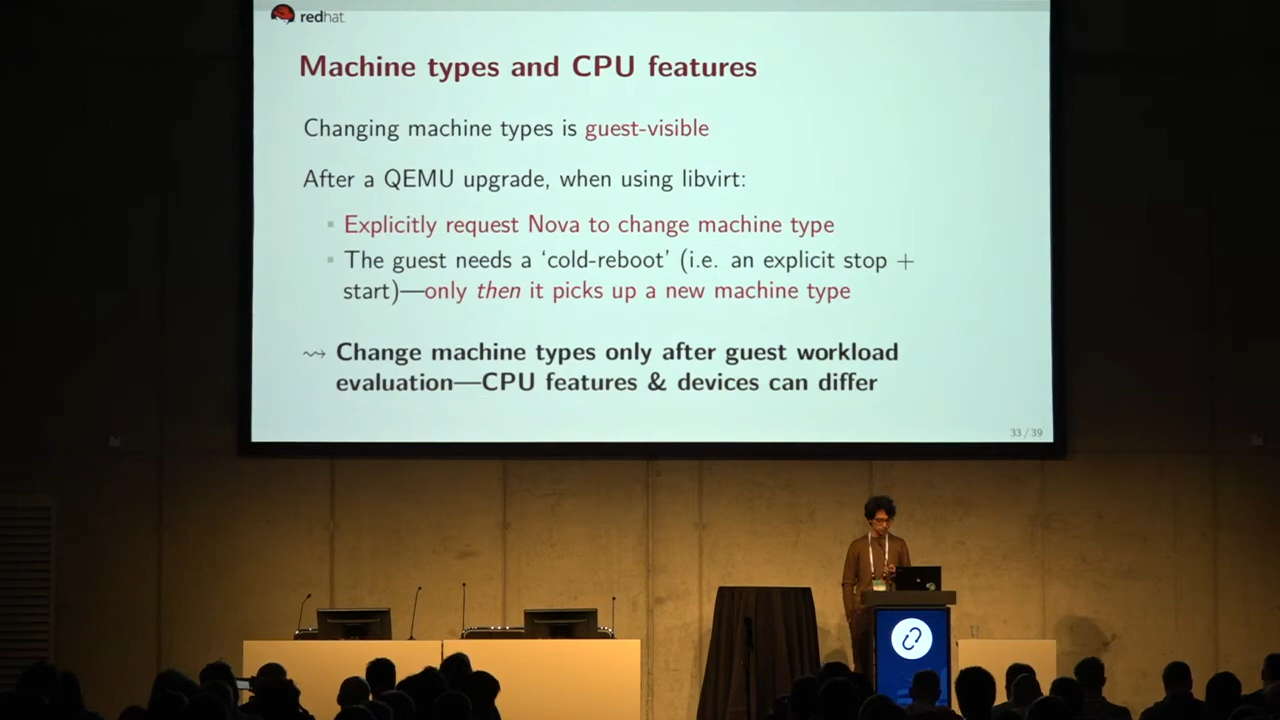 redhat.
Machine types and CPU features
Changing machine types is guest-visible
After a QEMU upgrade, when using libvirt:
Explicitly request Nova to change machine type
The guest needs a ‘cold-reboot’ (i.e. an explicit stop +
start)—only then it picks up a new machine type
⇝ Change machine types only after guest workload
evaluation—CPU features & devices can differ
33 / 39